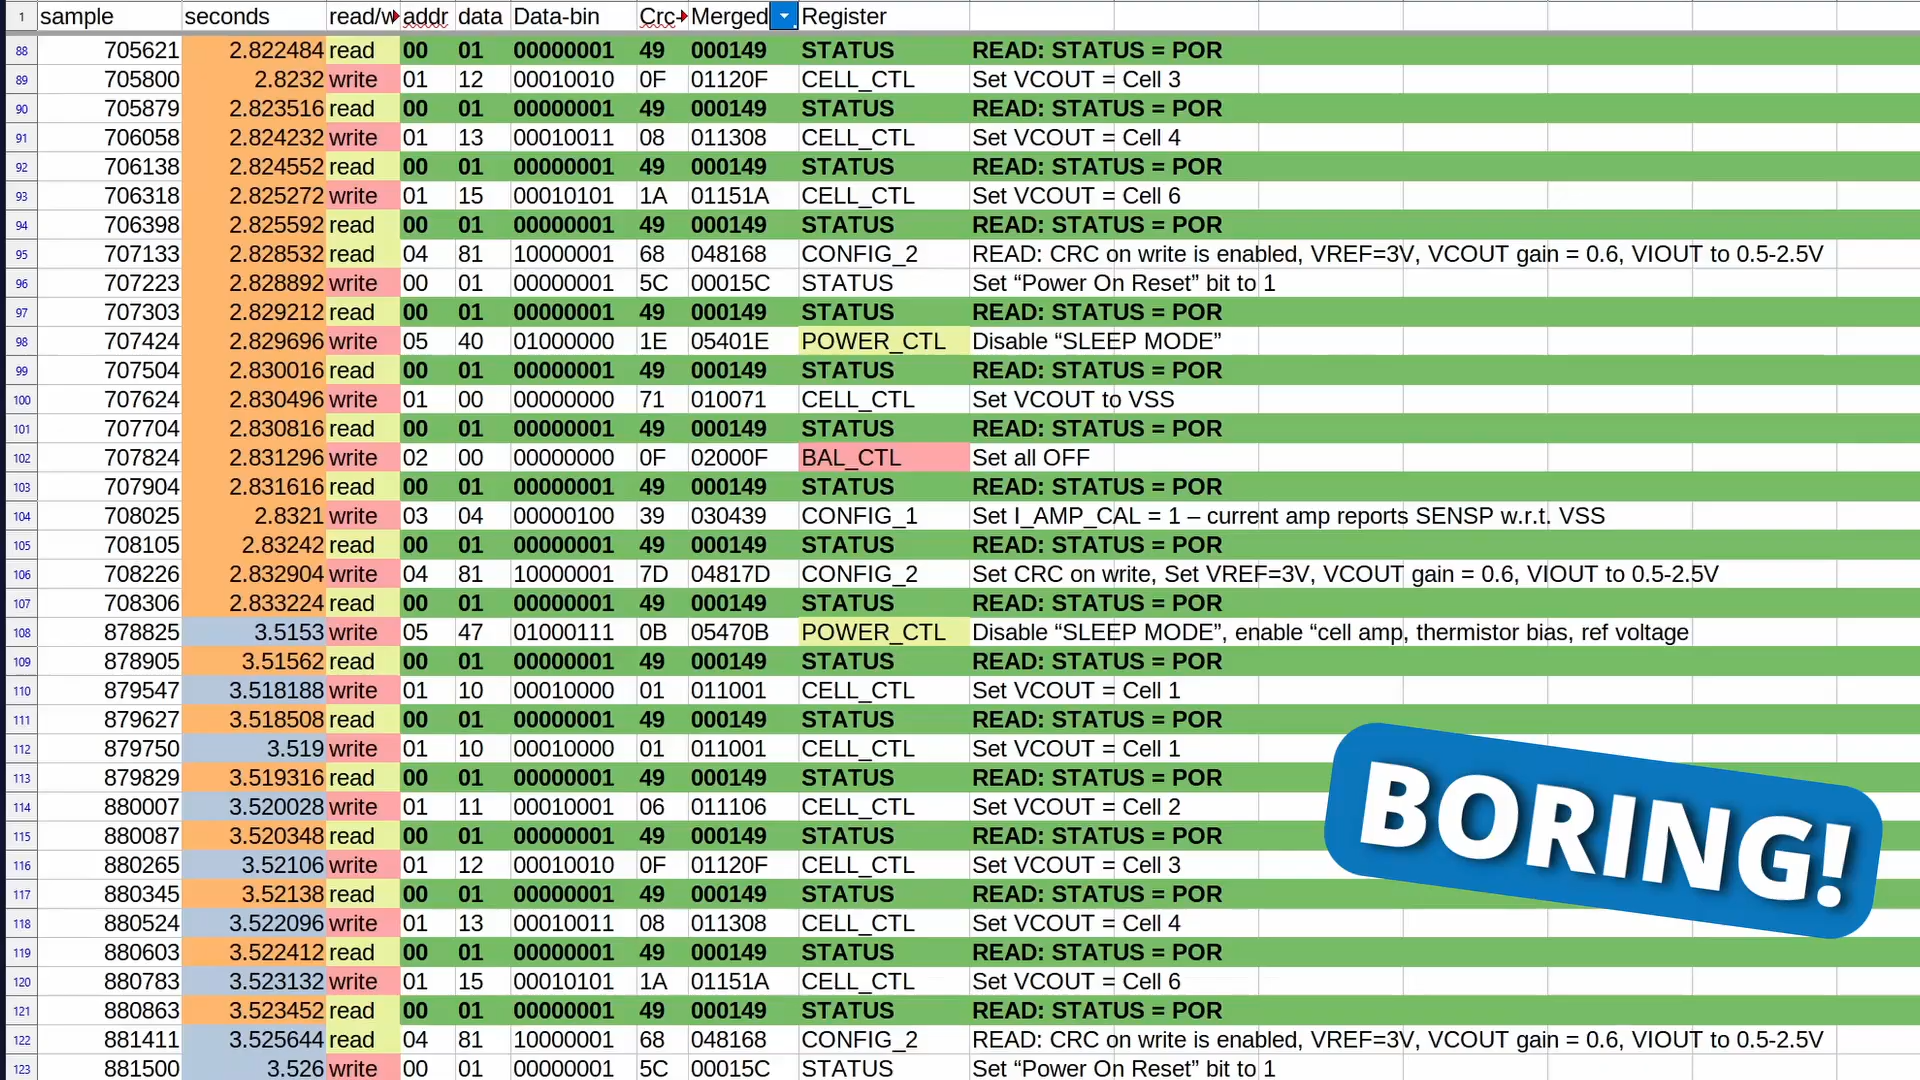 1 sample seconds read/w addr data Data-bin Crc- Merged Register
88 705621 2.822484 read 00 01 00000001 49 000149 STATUS READ: STATUS = POR
89 705800 2.8232 write 01 12 00010010 0F 01120F CELL_CTL Set VCOUT = Cell 3
90 705879 2.823516 read 00 01 00000001 49 000149 STATUS READ: STATUS = POR
91 706058 2.824232 write 01 13 00010011 08 011308 CELL_CTL Set VCOUT = Cell 4
92 706138 2.824552 read 00 01 00000001 49 000149 STATUS READ: STATUS = POR
93 706318 2.825272 write 01 15 00010101 1A 01151A CELL_CTL Set VCOUT = Cell 6
94 706398 2.825592 read 00 01 00000001 49 000149 STATUS READ: STATUS = POR
95 707133 2.828532 read 04 81 10000001 68 048168 CONFIG_2 READ: CRC on write is enabled, VREF=3V, VCOUT gain = 0.6, VIOUT to 0.5-2.5V
96 707223 2.828892 write 00 01 00000001 5C 00015C STATUS Set “Power On Reset” bit to 1
97 707303 2.829212 read 00 01 00000001 49 000149 STATUS READ: STATUS = POR
98 707424 2.829696 write 05 40 01000000 1E 05401E POWER_CTL Disable “SLEEP MODE”
99 707504 2.830016 read 00 01 00000001 49 000149 STATUS READ: STATUS = POR
100 707624 2.830496 write 01 00 00000000 71 010071 CELL_CTL Set VCOUT to VSS
101 707704 2.830816 read 00 01 00000001 49 000149 STATUS READ: STATUS = POR
102 707824 2.831296 write 02 00 00000000 0F 02000F BAL_CTL Set all OFF
103 707904 2.831616 read 00 01 00000001 49 000149 STATUS READ: STATUS = POR
104 708025 2.8321 write 03 04 00000100 39 030439 CONFIG_1 Set I_AMP_CAL = 1 – current amp reports SENSP w.r.t. VSS
105 708105 2.83242 read 00 01 00000001 49 000149 STATUS READ: STATUS = POR
106 708226 2.832904 write 04 81 10000001 7D 04817D CONFIG_2 Set CRC on write, Set VREF=3V, VCOUT gain = 0.6, VIOUT to 0.5-2.5V
107 708306 2.833224 read 00 01 00000001 49 000149 STATUS READ: STATUS = POR
108 878825 3.5153 write 05 47 01000111 0B 05470B POWER_CTL Disable “SLEEP MODE”, enable “cell amp, thermistor bias, ref voltage
109 878905 3.51562 read 00 01 00000001 49 000149 STATUS READ: STATUS = POR
110 879547 3.518188 write 01 10 00010000 01 011001 CELL_CTL Set VCOUT = Cell 1
111 879627 3.518508 read 00 01 00000001 49 000149 STATUS READ: STATUS = POR
112 879750 3.519 write 01 10 00010000 01 011001 CELL_CTL Set VCOUT = Cell 1
113 879829 3.519316 read 00 01 00000001 49 000149 STATUS READ: STATUS = POR
114 880007 3.520028 write 01 11 00010001 06 011106 CELL_CTL Set VCOUT = Cell 2
115 880087 3.520348 read 00 01 00000001 49 000149 STATUS READ: STATUS = POR
116 880265 3.52106 write 01 12 00010010 0F 01120F CELL_CTL Set VCOUT = Cell 3
117 880345 3.52138 read 00 01 00000001 49 000149 STATUS READ: STATUS = POR
118 880524 3.522096 write 01 13 00010011 08 011308 CELL_CTL Set VCOUT = Cell 4
119 880603 3.522412 read 00 01 00000001 49 000149 STATUS READ: STATUS = POR
120 880783 3.523132 write 01 15 00010101 1A 01151A CELL_CTL Set VCOUT = Cell 6
121 880863 3.523452 read 00 01 00000001 49 000149 STATUS READ: STATUS = POR
122 881411 3.525644 read 04 81 10000001 68 048168 CONFIG_2 READ: CRC on write is enabled, VREF=3V, VCOUT gain = 0.6, VIOUT to 0.5-2.5V
123 881500 3.526 write 00 01 00000001 5C 00015C STATUS Set “Power On Reset” bit to 1
BORING!